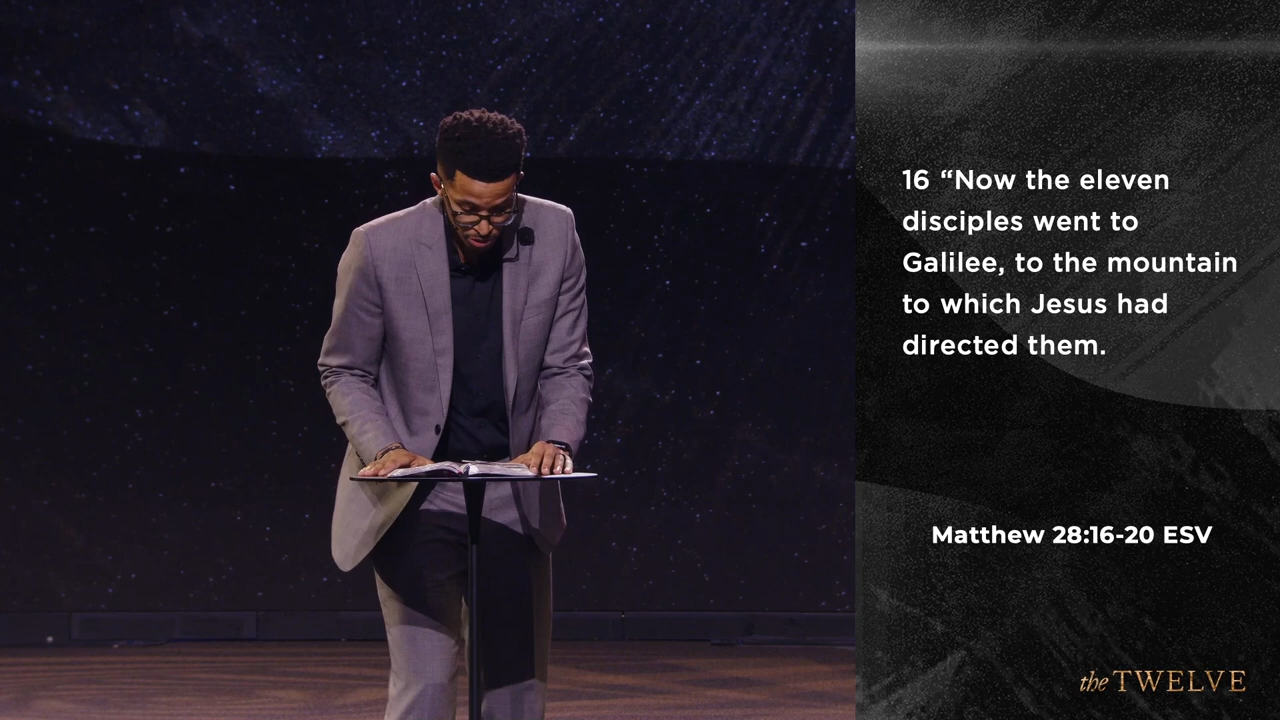 16 “Now the eleven
disciples went to
Galilee, to the mountain
to which Jesus had
directed them.
Matthew 28:16-20 ESV
the TWELVE